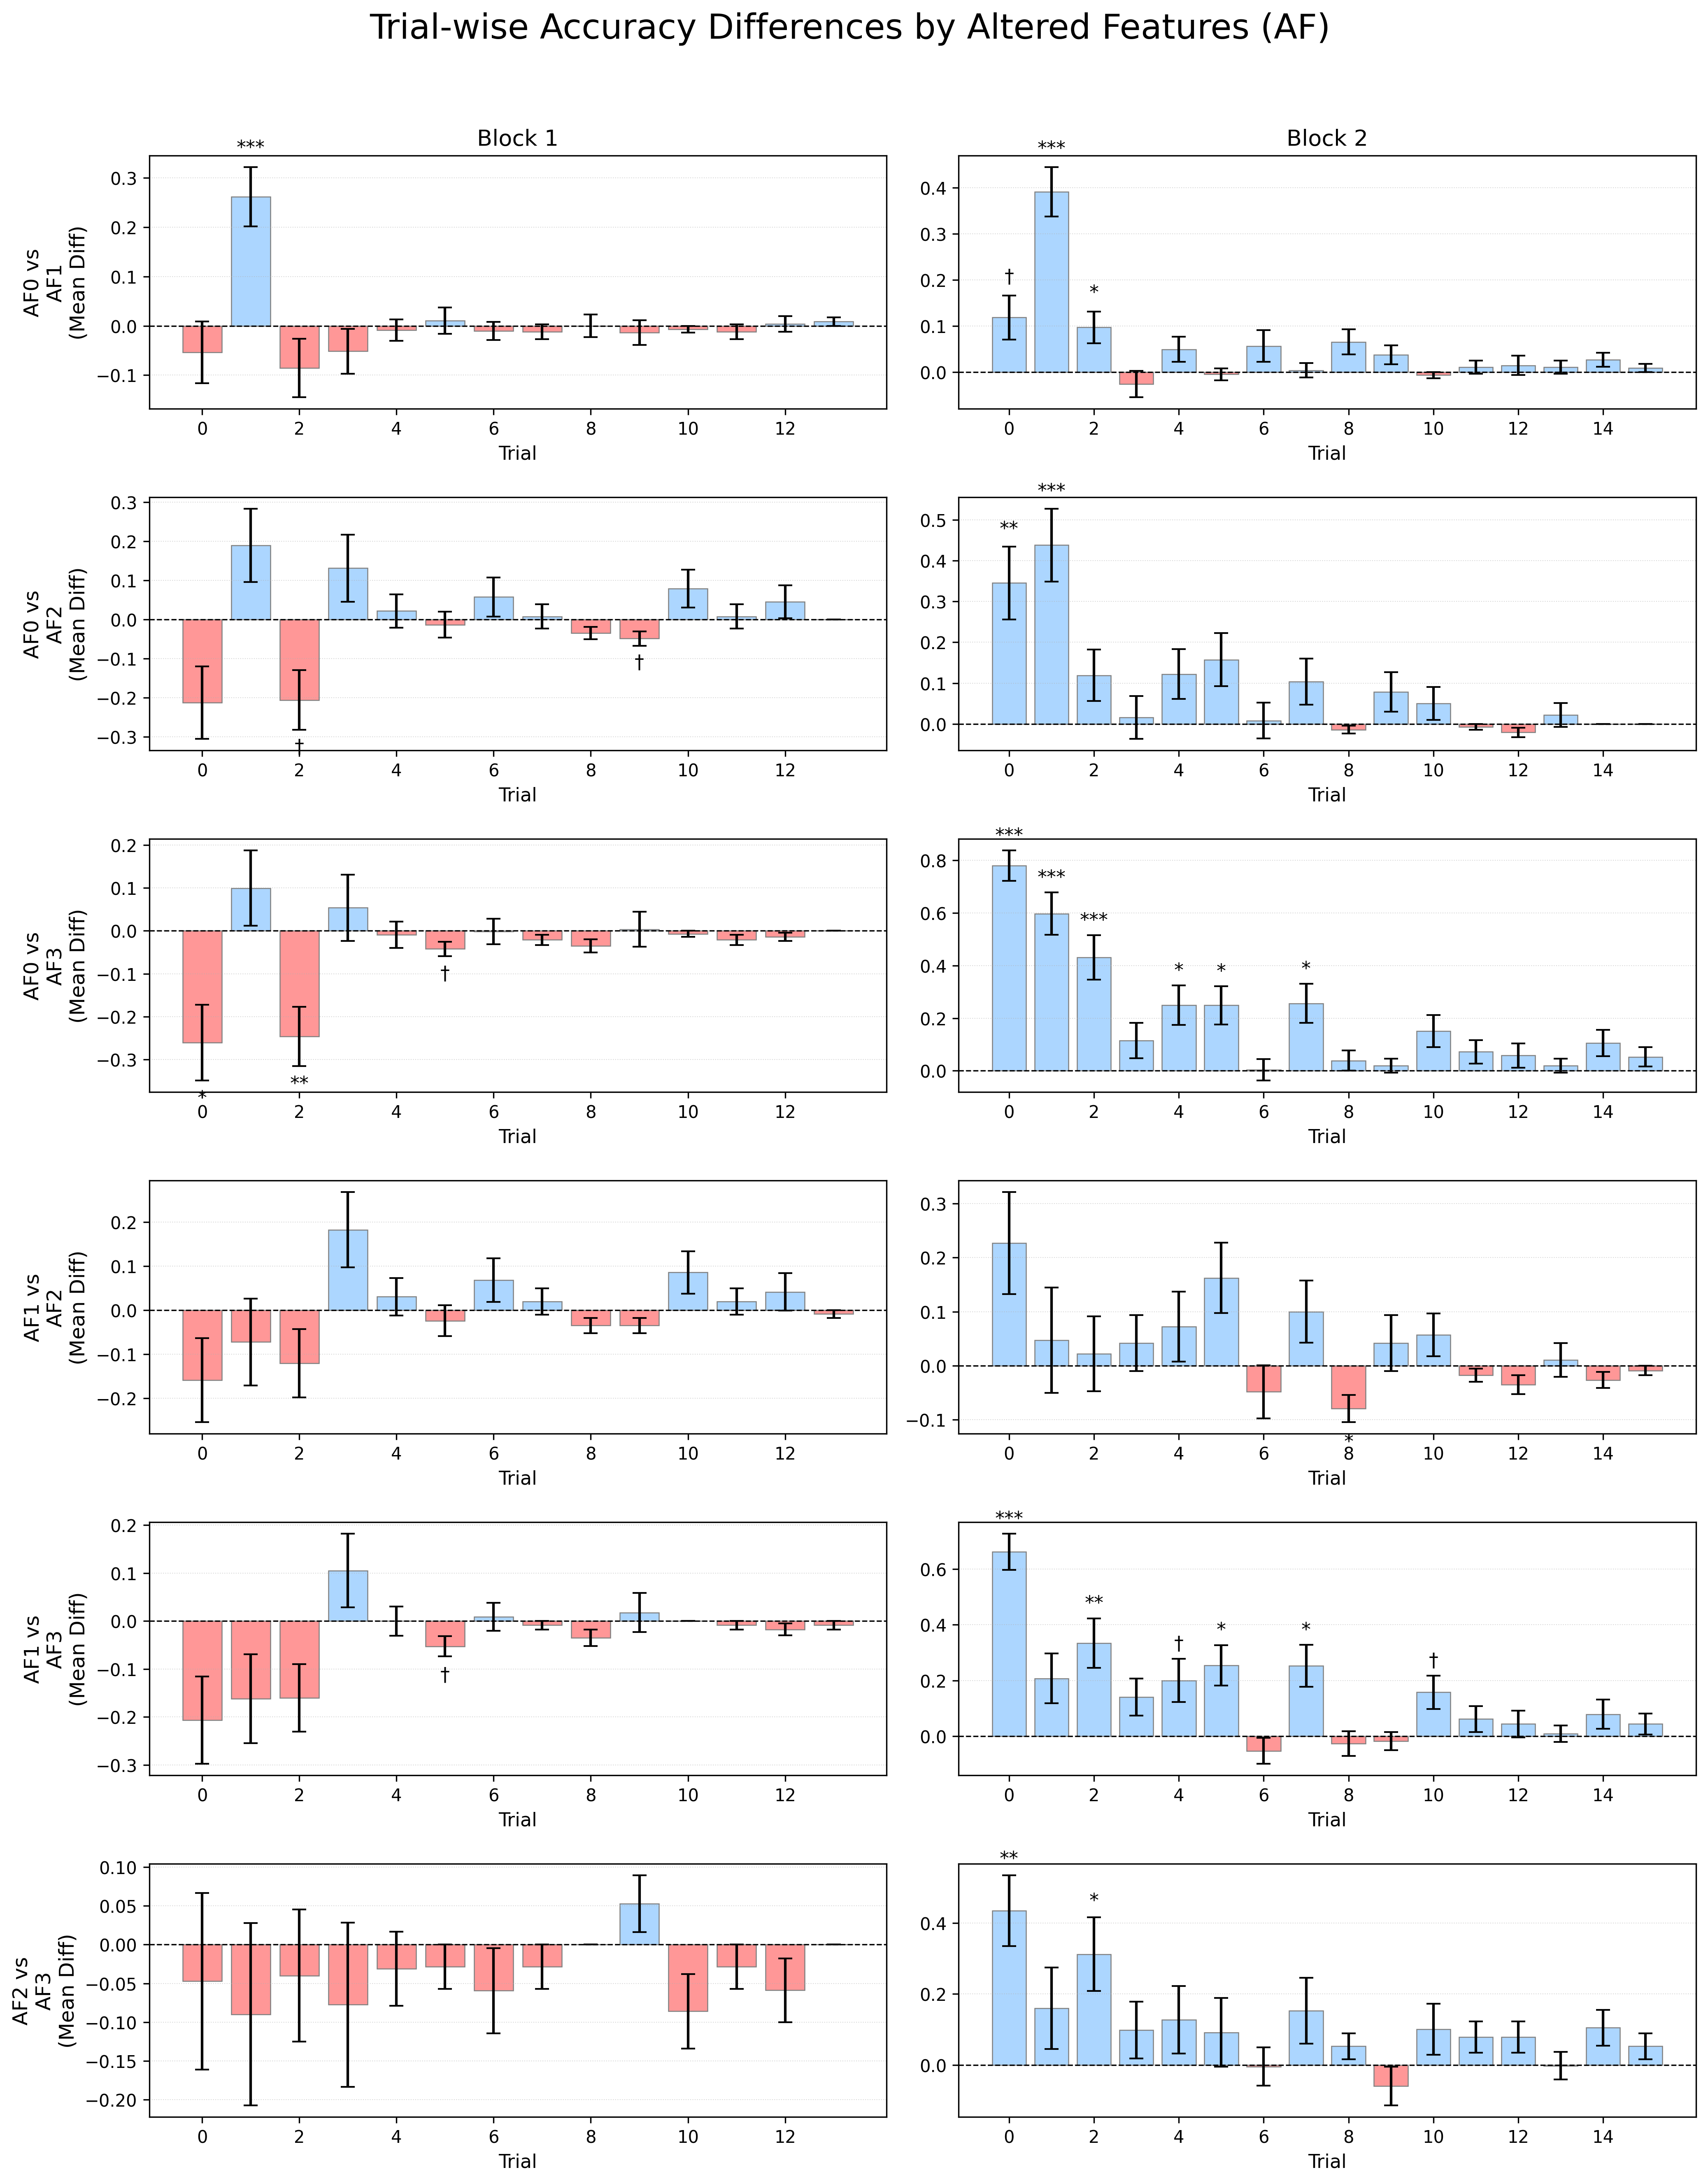 Trial-wise Accuracy Differences by Altered Features (AF)
Block 1
Block 2
***
0.3
0.2
0.1
0.0
−0.1
AF0 vs
AF1
(Mean Diff)
0 2 4 6 8 10 12
Trial
† *** *
0.4
0.3
0.2
0.1
0.0
0 2 4 6 8 10 12 14
Trial
0.3
0.2
0.1
0.0
−0.1
−0.2
−0.3
AF0 vs
AF2
(Mean Diff)
† †
0 2 4 6 8 10 12
Trial
** ***
0.5
0.4
0.3
0.2
0.1
0.0
0 2 4 6 8 10 12 14
Trial
0.2
0.1
0.0
−0.1
−0.2
−0.3
AF0 vs
AF3
(Mean Diff)
* ** †
0 2 4 6 8 10 12
Trial
*** *** *** * * *
0.8
0.6
0.4
0.2
0.0
0 2 4 6 8 10 12 14
Trial
0.2
0.1
0.0
−0.1
−0.2
AF1 vs
AF2
(Mean Diff)
0 2 4 6 8 10 12
Trial
0.3
0.2
0.1
0.0
−0.1
*
0 2 4 6 8 10 12 14
Trial
0.2
0.1
0.0
−0.1
−0.2
−0.3
AF1 vs
AF3
(Mean Diff)
†
0 2 4 6 8 10 12
Trial
*** ** † * * †
0.6
0.4
0.2
0.0
0 2 4 6 8 10 12 14
Trial
0.10
0.05
0.00
−0.05
−0.10
−0.15
−0.20
AF2 vs
AF3
(Mean Diff)
0 2 4 6 8 10 12
Trial
** *
0.4
0.2
0.0
0 2 4 6 8 10 12 14
Trial